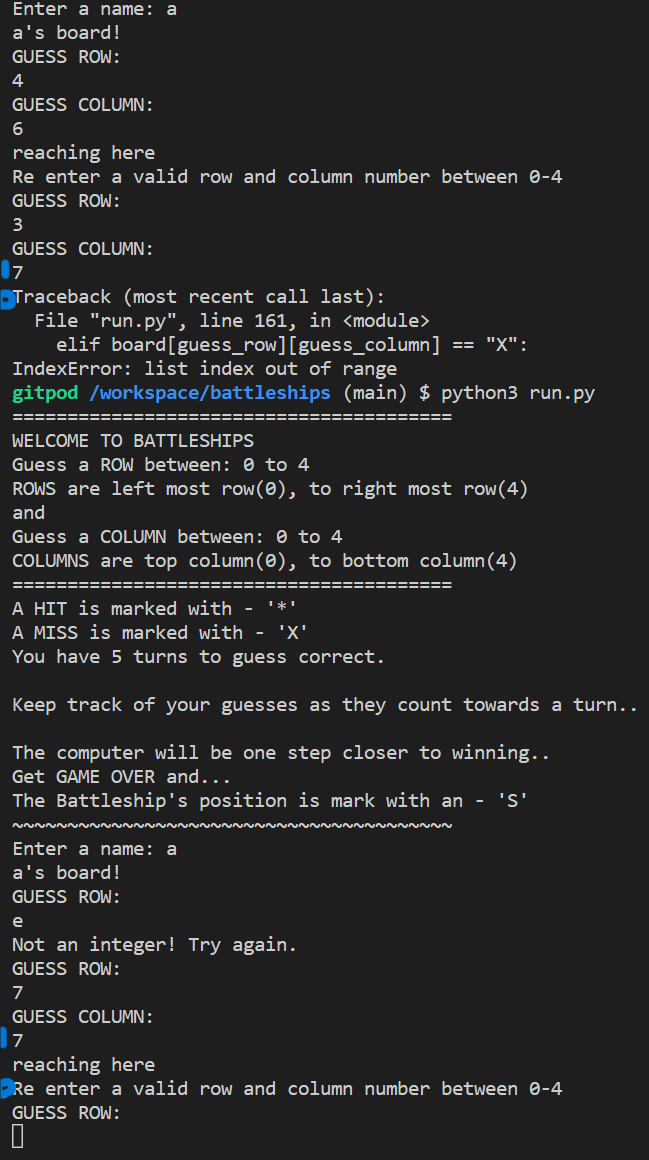 Enter a name: a
a's board!
GUESS ROW:
4
GUESS COLUMN:
6
reaching here
Re enter a valid row and column number between 0-4
GUESS ROW:
3
GUESS COLUMN:
7
Traceback (most recent call last):
  File "run.py", line 161, in <module>
    elif board[guess_row][guess_column] == "X":
IndexError: list index out of range
gitpod /workspace/battleships (main) $ python3 run.py
========================================
WELCOME TO BATTLESHIPS
Guess a ROW between: 0 to 4
ROWS are left most row(0), to right most row(4)
and
Guess a COLUMN between: 0 to 4
COLUMNS are top column(0), to bottom column(4)
========================================
A HIT is marked with - '*'
A MISS is marked with - 'X'
You have 5 turns to guess correct.
Keep track of your guesses as they count towards a turn..
The computer will be one step closer to winning..
Get GAME OVER and...
The Battleship's position is mark with an - 'S'
~~~~~~~~~~~~~~~~~~~~~~~~~~~~~~~~~~~~~~~~
Enter a name: a
a's board!
GUESS ROW:
e
Not an integer! Try again.
GUESS ROW:
7
GUESS COLUMN:
7
reaching here
Re enter a valid row and column number between 0-4
GUESS ROW: